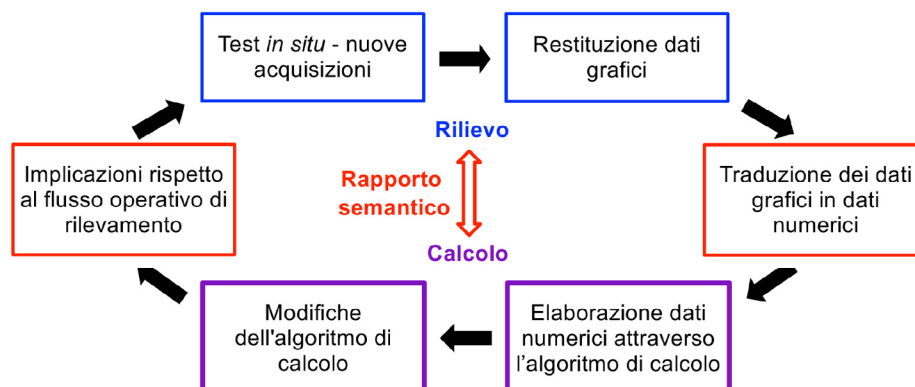 Test in situ - nuove
acquisizioni
Restituzione dati
grafici
Rilievo
Implicazioni rispetto
al flusso operativo di
rilevamento
Rapporto
semantico
Traduzione dei dati
grafici in dati
numerici
Calcolo
Modifiche
dell'algoritmo di
calcolo
Elaborazione dati
numerici attraverso
l'algoritmo di calcolo